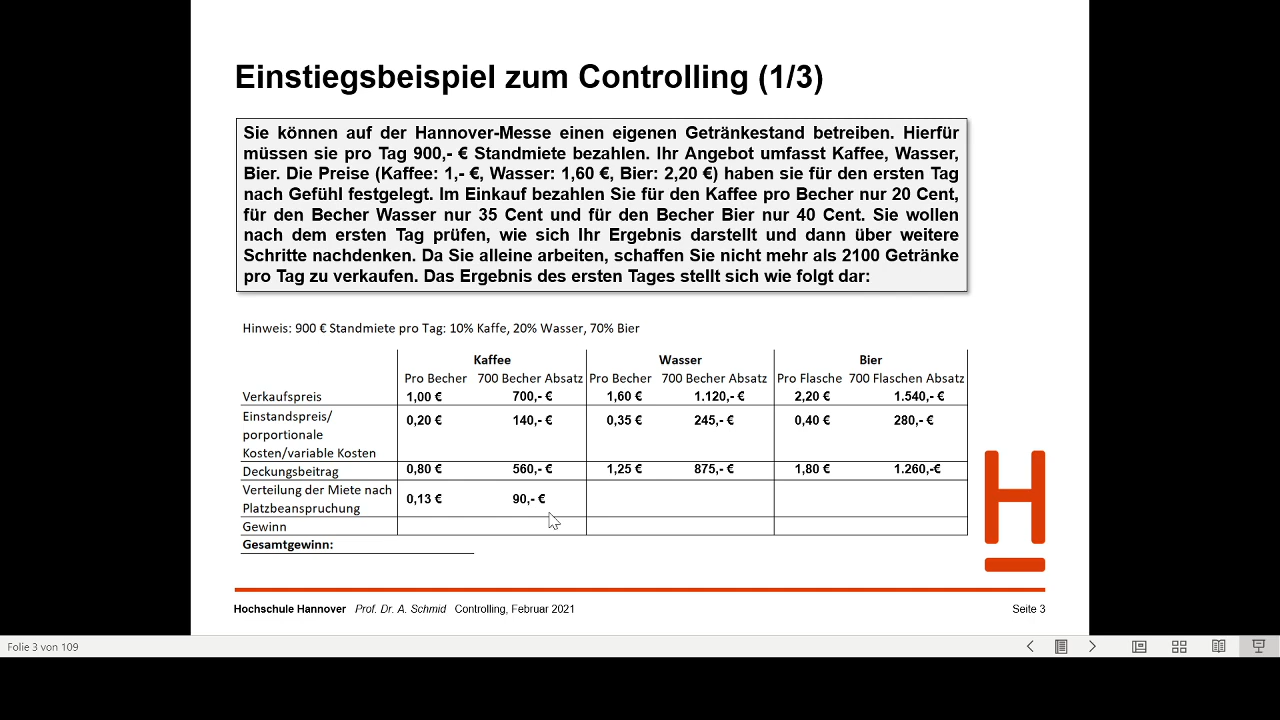 Einstiegsbeispiel zum Controlling (1/3)
Sie können auf der Hannover-Messe einen eigenen Getränkestand betreiben. Hierfür
müssen sie pro Tag 900,- € Standmiete bezahlen. Ihr Angebot umfasst Kaffee, Wasser,
Bier. Die Preise (Kaffee: 1,- €, Wasser: 1,60 €, Bier: 2,20 €) haben sie für den ersten Tag
nach Gefühl festgelegt. Im Einkauf bezahlen Sie für den Kaffee pro Becher nur 20 Cent,
für den Becher Wasser nur 35 Cent und für den Becher Bier nur 40 Cent. Sie wollen
nach dem ersten Tag prüfen, wie sich Ihr Ergebnis darstellt und dann über weitere
Schritte nachdenken. Da Sie alleine arbeiten, schaffen Sie nicht mehr als 2100 Getränke
pro Tag zu verkaufen. Das Ergebnis des ersten Tages stellt sich wie folgt dar:
Hinweis: 900 € Standmiete pro Tag: 10% Kaffe, 20% Wasser, 70% Bier
Kaffee Wasser Bier
Pro Becher 700 Becher Absatz Pro Becher 700 Becher Absatz Pro Flasche 700 Flaschen Absatz
Verkaufspreis 1,00 € 700,- € 1,60 € 1.120,- € 2,20 € 1.540,- €
Einstandspreis/
porportionale
Kosten/variable Kosten 0,20 € 140,- € 0,35 € 245,- € 0,40 € 280,- €
Deckungsbeitrag 0,80 € 560,- € 1,25 € 875,- € 1,80 € 1.260,-€
Verteilung der Miete nach
Platzbeanspruchung 0,13 € 90,- €
Gewinn
Gesamtgewinn:
H
Hochschule Hannover Prof. Dr. A. Schmid Controlling, Februar 2021 Seite 3
Folie 3 von 109